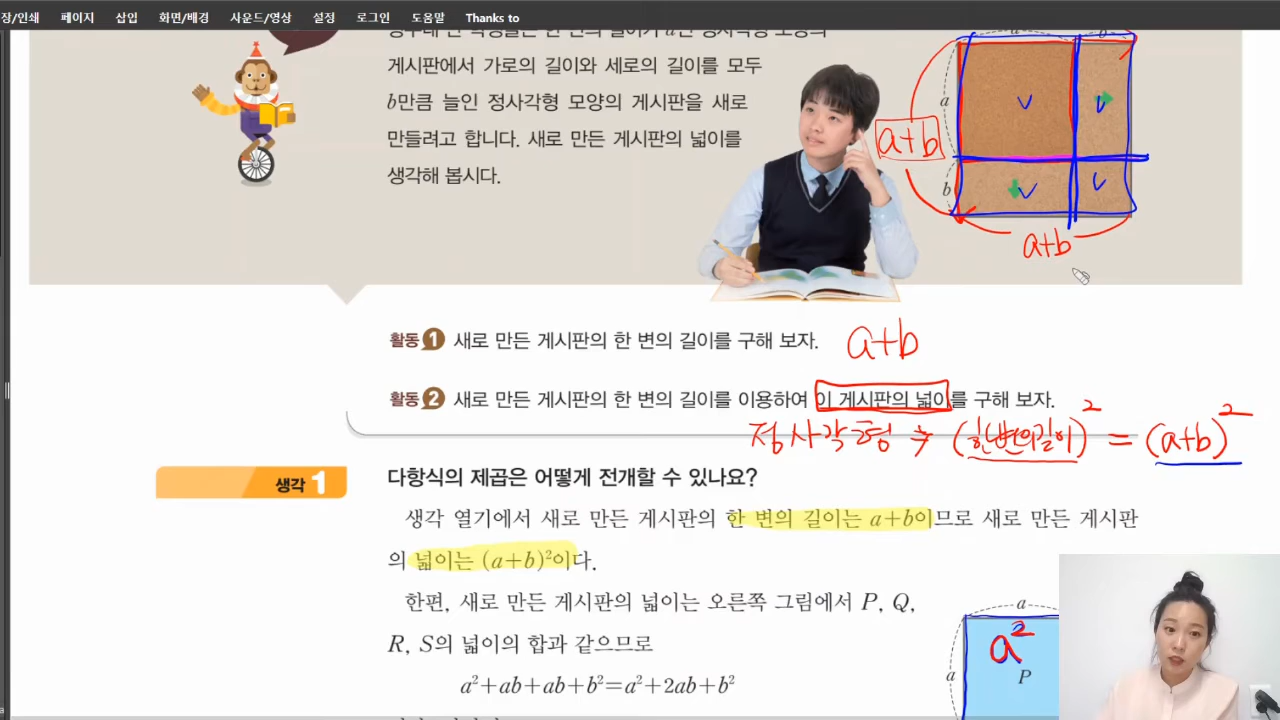 장/인쇄 페이지 삽입 화면/배경 사운드/영상 설정 로그인 도움말 Thanks to
게시판에서 가로의 길이와 세로의 길이를 모두
b만큼 늘인 정사각형 모양의 게시판을 새로
만들려고 합니다. 새로 만든 게시판의 넓이를
생각해 봅시다.
a
b
a
a+b
b
a+b
활동 1 새로 만든 게시판의 한 변의 길이를 구해 보자. a+b
활동 2 새로 만든 게시판의 한 변의 길이를 이용하여 이 게시판의 넓이를 구해 보자.
정사각형 ⇒ (한 변의 길이)² = (a+b)²
생각 1 다항식의 제곱은 어떻게 전개할 수 있나요?
생각 열기에서 새로 만든 게시판의 한 변의 길이는 a+b이므로 새로 만든 게시판
의 넓이는 (a+b)²이다.
한편, 새로 만든 게시판의 넓이는 오른쪽 그림에서 P, Q,
R, S의 넓이의 합과 같으므로
a²+ab+ab+b²=a²+2ab+b²
a
a²
a
P